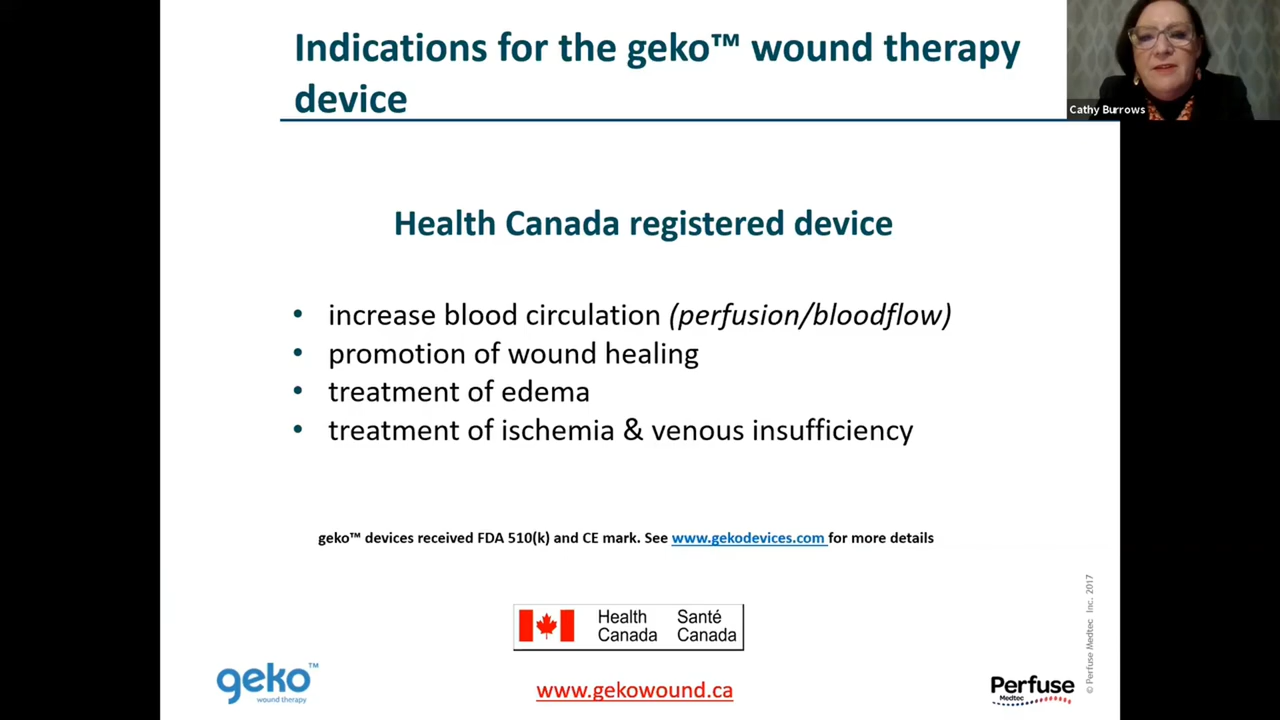 Indications for the geko™ wound therapy
device
Cathy Burrows
Health Canada registered device
• increase blood circulation (perfusion/bloodflow)
• promotion of wound healing
• treatment of edema
• treatment of ischemia & venous insufficiency
geko™ devices received FDA 510(k) and CE mark. See www.gekodevices.com for more details
Health Canada
Santé Canada
geko™
wound therapy
www.gekowound.ca
Perfuse
Medtec
© Perfuse Medtec Inc. 2017